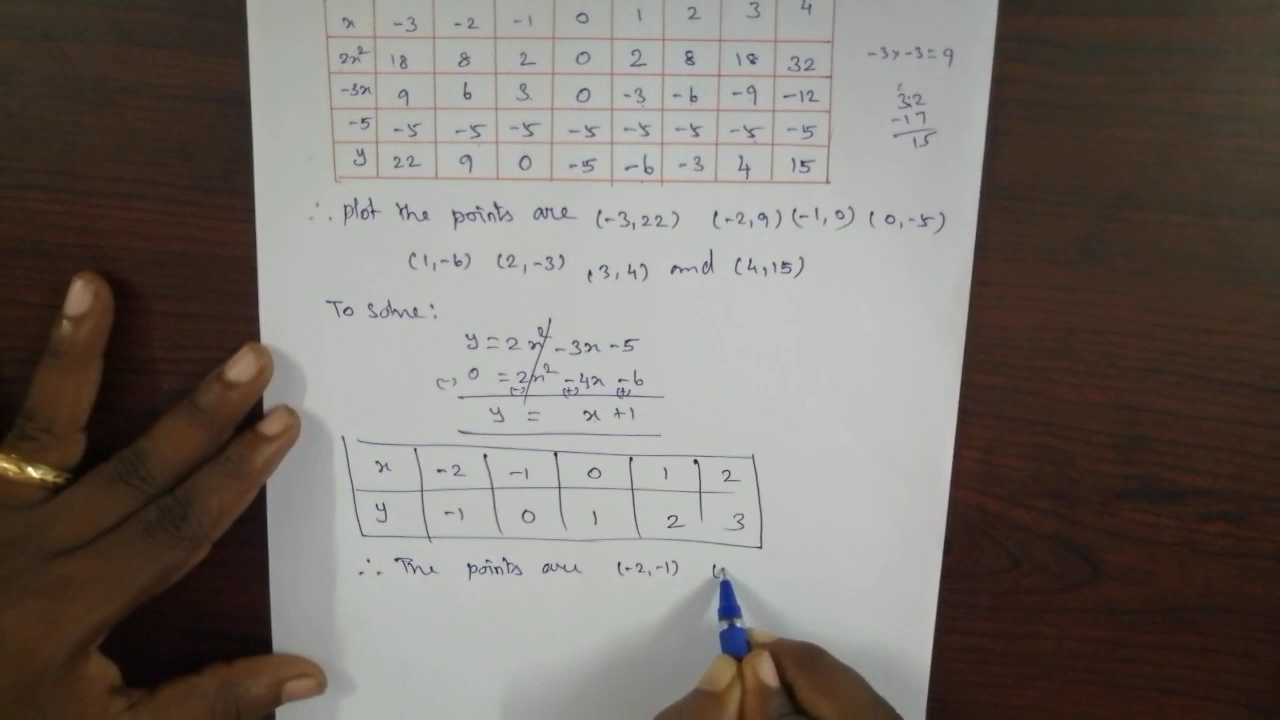 x -3 -2 -1 0 1 2 3 4
2x² 18 8 2 0 2 8 18 32
-3x 9 6 3 0 -3 -6 -9 -12
-5 -5 -5 -5 -5 -5 -5 -5 -5
y 22 9 0 -5 -6 -3 4 15
-3x-3=9
32
-17
15
∴ plot the points are (-3,22) (-2,9) (-1,0) (0,-5)
(1,-6) (2,-3) (3,4) and (4,15)
To solve:
y = 2x² -3x -5
(-) 0 = 2x² -4x -6
(-) (+) (+)
y = x +1
x -2 -1 0 1 2
y -1 0 1 2 3
∴ The points are (-2,-1) (